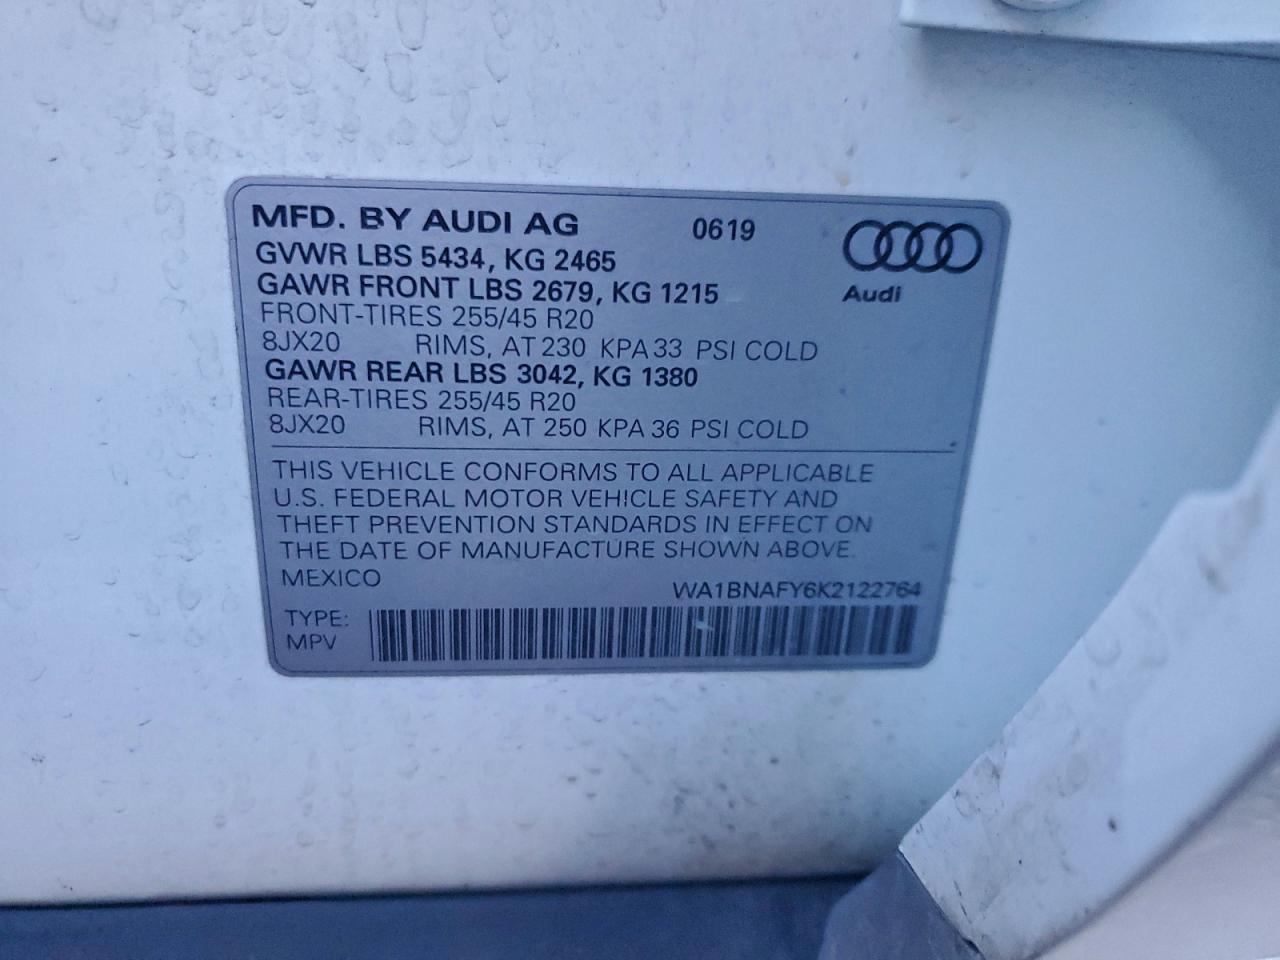 MFD. BY AUDI AG 0619
GVWR LBS 5434, KG 2465
GAWR FRONT LBS 2679, KG 1215
Audi
FRONT-TIRES 255/45 R20
8JX20 RIMS, AT 230 KPA 33 PSI COLD
GAWR REAR LBS 3042, KG 1380
REAR-TIRES 255/45 R20
8JX20 RIMS, AT 250 KPA 36 PSI COLD
THIS VEHICLE CONFORMS TO ALL APPLICABLE
U.S. FEDERAL MOTOR VEHICLE SAFETY AND
THEFT PREVENTION STANDARDS IN EFFECT ON
THE DATE OF MANUFACTURE SHOWN ABOVE.
MEXICO
WA1BNAFY6K2122764
TYPE:
MPV